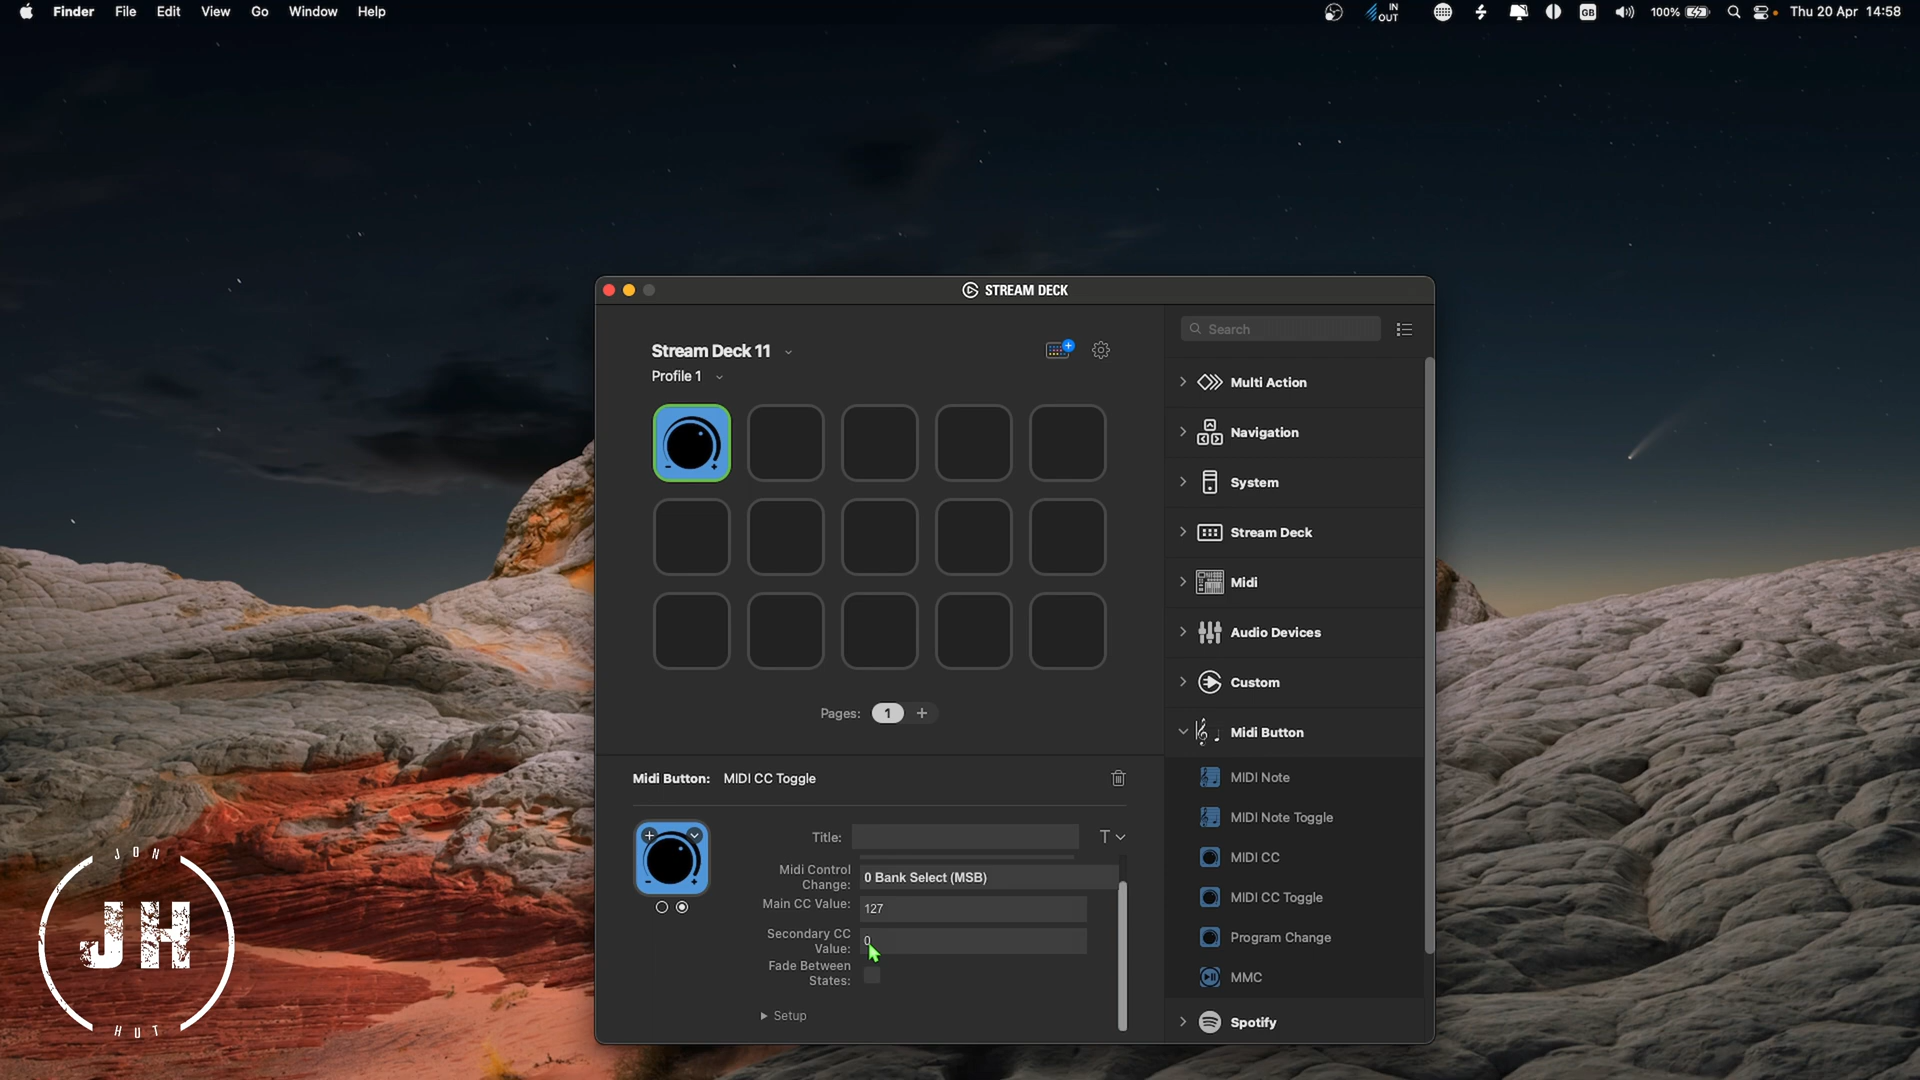 Finder File Edit View Go Window Help
IN
OUT
GB
100%
Thu 20 Apr 14:58
STREAM DECK
Search
Stream Deck 11
Profile 1
Multi Action
Navigation
System
Stream Deck
Midi
Audio Devices
Custom
Midi Button
MIDI Note
MIDI Note Toggle
MIDI CC
MIDI CC Toggle
Program Change
MMC
Spotify
Pages: 1 +
Midi Button: MIDI CC Toggle
Title:
T
Midi Control
Change:
0 Bank Select (MSB)
Main CC Value: 127
Secondary CC
Value:
0
Fade Between
States:
Setup
JON
JH
HUT